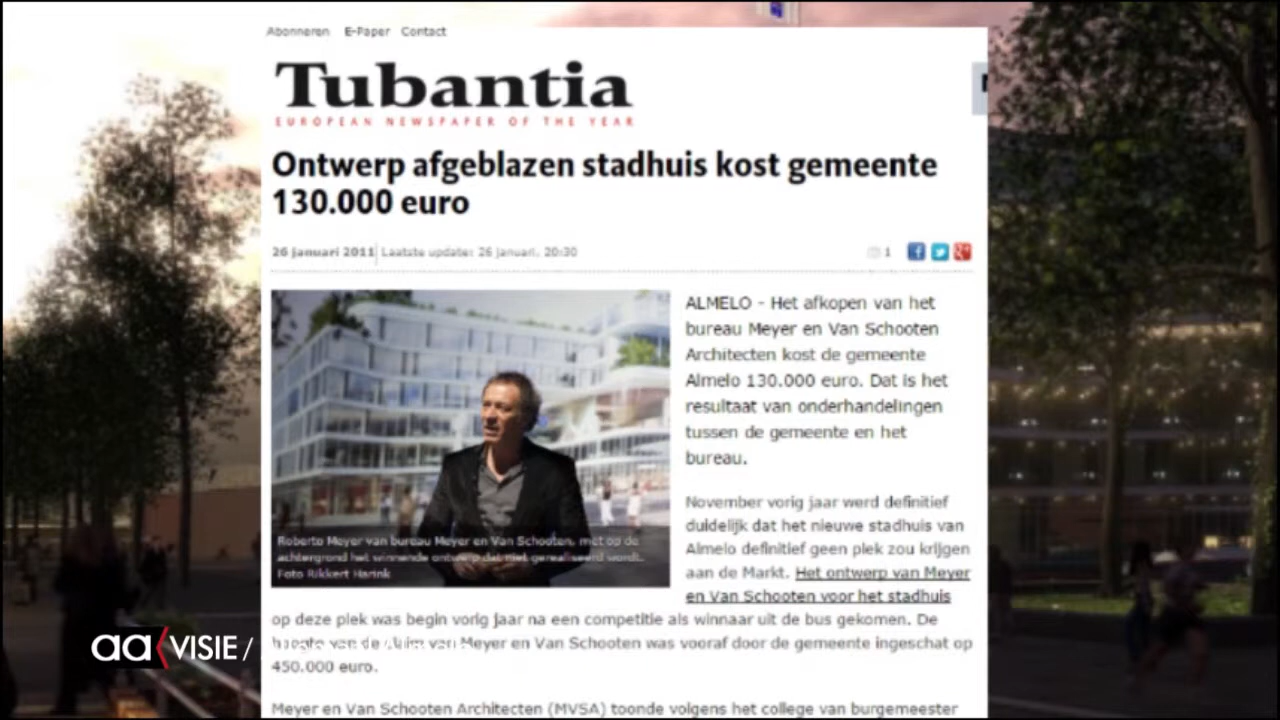 Abonneren E-Paper Contact
Tubantia
EUROPEAN NEWSPAPER OF THE YEAR
Ontwerp afgeblazen stadhuis kost gemeente
130.000 euro
26 januari 2011 Laatste update: 26 januari, 20:30
1
ALMELO - Het afkopen van het
bureau Meyer en Van Schooten
Architecten kost de gemeente
Almelo 130.000 euro. Dat is het
resultaat van onderhandelingen
tussen de gemeente en het
bureau.
Roberto Meyer van bureau Meyer en Van Schooten, met op de
achtergrond het winnende ontwerp dat niet gerealiseerd wordt.
Foto Rikkert Harink
November vorig jaar werd definitief
duidelijk dat het nieuwe stadhuis van
Almelo definitief geen plek zou krijgen
aan de Markt. Het ontwerp van Meyer
en Van Schooten voor het stadhuis
op deze plek was begin vorig jaar na een competitie als winnaar uit de bus gekomen. De
van Meyer en Van Schooten was vooraf door de gemeente ingeschat op
450.000 euro.
Meyer en Van Schooten Architecten (MVSA) toonde volgens het college van burgemeester
aa VISIE /